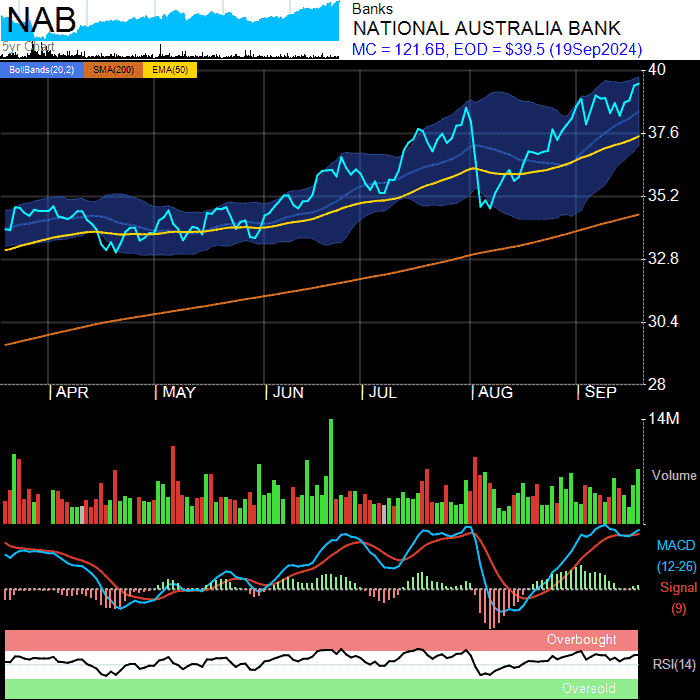 NAB
5yr Chart
Banks
NATIONAL AUSTRALIA BANK
MC = 121.6B, EOD = $39.5 (19Sep2024)
BollBands(20,2) SMA(200) EMA(50)
40
37.6
35.2
32.8
30.4
28
APR MAY JUN JUL AUG SEP
14M
Volume
MACD
(12-26)
Signal
(9)
Overbought
RSI(14)
Oversold